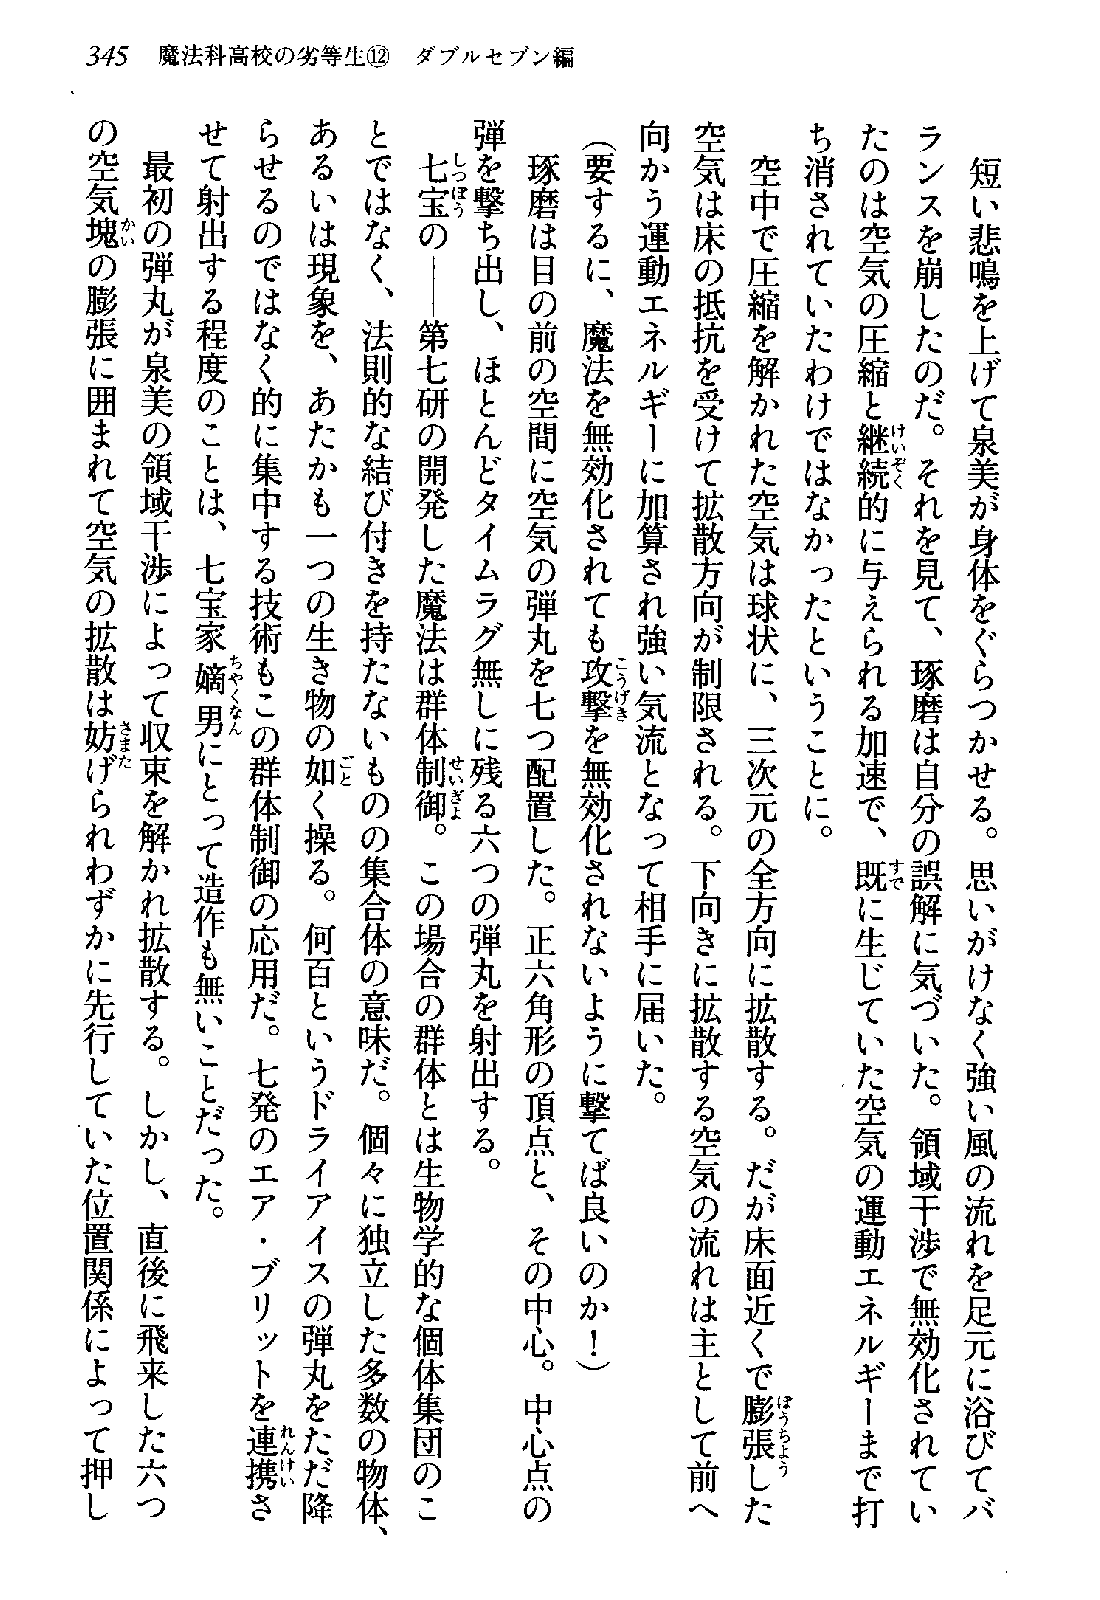 345　魔法科高校の劣等生⑫　ダブルセブン編
　短い悲鳴を上げて泉美が身体をぐらつかせる。思いがけなく強い風の流れを足元に浴びてバ
ランスを崩したのだ。それを見て、琢磨は自分の誤解に気づいた。領域干渉で無効化されてい
たのは空気の圧縮と継続的に与えられる加速で、既に生じていた空気の運動エネルギーまで打
ち消されていたわけではなかったということに。
　空中で圧縮を解かれた空気は球状に、三次元の全方向に拡散する。だが床面近くで膨張した
空気は床の抵抗を受けて拡散方向が制限される。下向きに拡散する空気の流れは主として前へ
向かう運動エネルギーに加算され強い気流となって相手に届いた。
（要するに、魔法を無効化されても攻撃を無効化されないように撃てば良いのか！）
　琢磨は目の前の空間に空気の弾丸を七つ配置した。正六角形の頂点と、その中心。中心点の
弾を撃ち出し、ほとんどタイムラグ無しに残る六つの弾丸を射出する。
　七宝の――第七研の開発した魔法は群体制御。この場合の群体とは生物学的な個体集団のこ
とではなく、法則的な結び付きを持たないものの集合体の意味だ。個々に独立した多数の物体、
あるいは現象を、あたかも一つの生き物の如く操る。何百というドライアイスの弾丸をただ降
らせるのではなく的に集中する技術もこの群体制御の応用だ。七発のエア・ブリットを連携さ
せて射出する程度のことは、七宝家嫡男にとって造作も無いことだった。
　最初の弾丸が泉美の領域干渉によって収束を解かれ拡散する。しかし、直後に飛来した六つ
の空気塊の膨張に囲まれて空気の拡散は妨げられわずかに先行していた位置関係によって押し